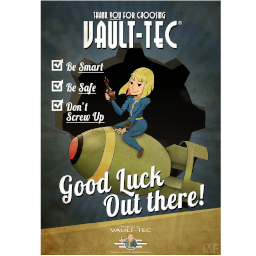 THANK YOU FOR CHOOSING
VAULT-TEC®
Be Smart
Be Safe
Don't
Screw Up
Good Luck
Out there!
VAULT-TEC